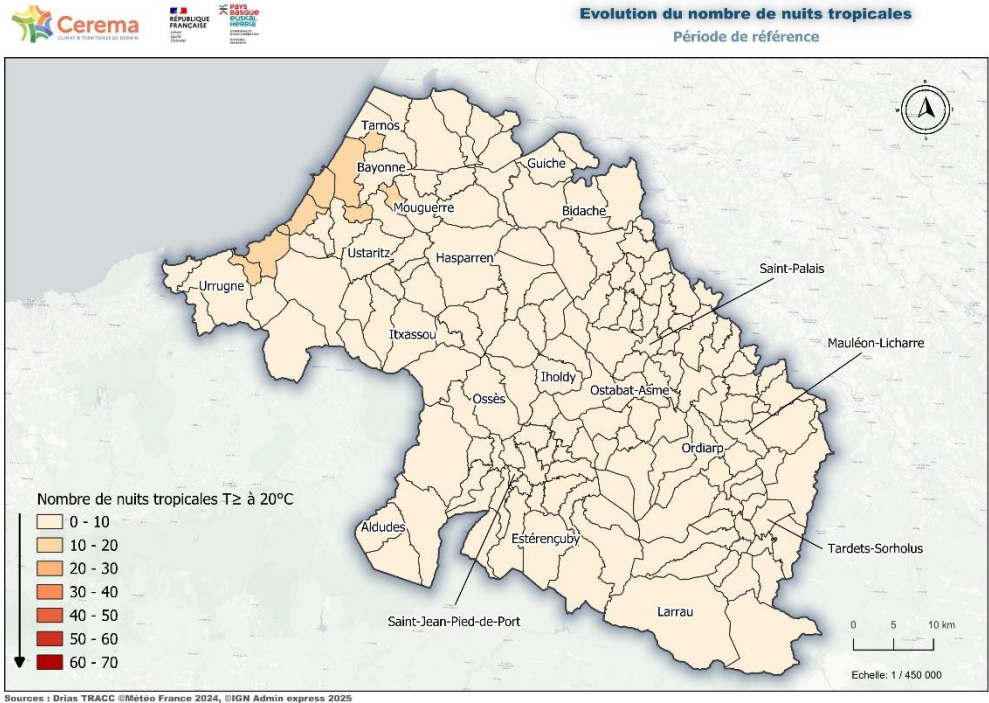 Cerema
CLIMAT & TERRITOIRES DE DEMAIN
RÉPUBLIQUE
FRANÇAISE
Liberté
Égalité
Fraternité
PAYS
BASQUE
EUSKAL
HERRIA
Evolution du nombre de nuits tropicales
Période de référence
Tarnos
Bayonne
Guiche
Mouguerre
Bidache
Ustaritz
Hasparren
Saint-Palais
Urrugne
Itxassou
Mauléon-Licharre
Iholdy
Ossès
Ostabat-Asme
Ordiarp
Nombre de nuits tropicales T≥ à 20°C
0 - 10
10 - 20
20 - 30
30 - 40
40 - 50
50 - 60
60 - 70
Aldudes
Estérençuby
Tardets-Sorholus
Saint-Jean-Pied-de-Port
Larrau
0 5 10 km
Echelle: 1 / 450 000
Sources : Drias TRACC ©Météo France 2024, ©IGN Admin express 2025